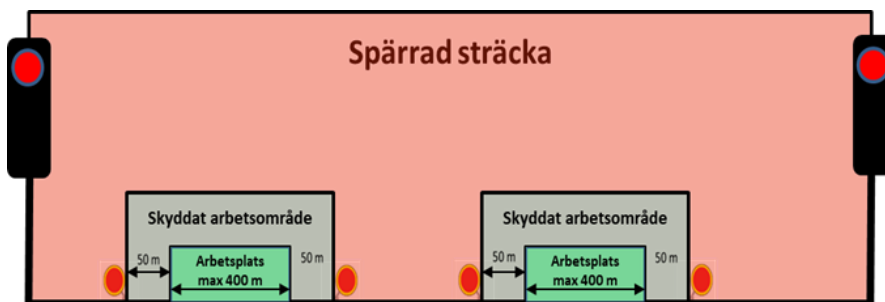 Spärrad sträcka
Skyddat arbetsområde
50 m
Arbetsplats
max 400 m
50 m
Skyddat arbetsområde
50 m
Arbetsplats
max 400 m
50 m